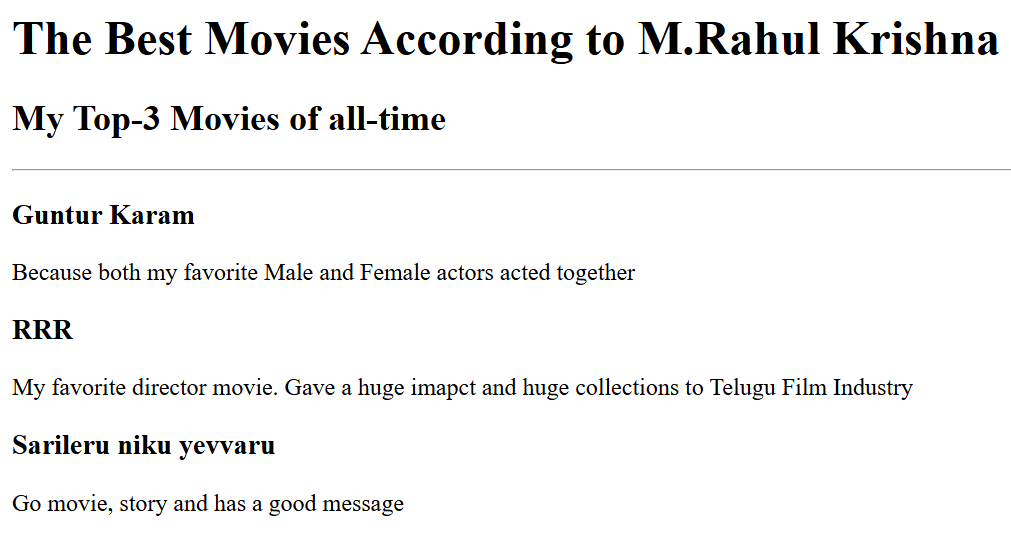 The Best Movies According to M.Rahul Krishna
My Top-3 Movies of all-time
Guntur Karam
Because both my favorite Male and Female actors acted together
RRR
My favorite director movie. Gave a huge imapct and huge collections to Telugu Film Industry
Sarileru niku yevvaru
Go movie, story and has a good message